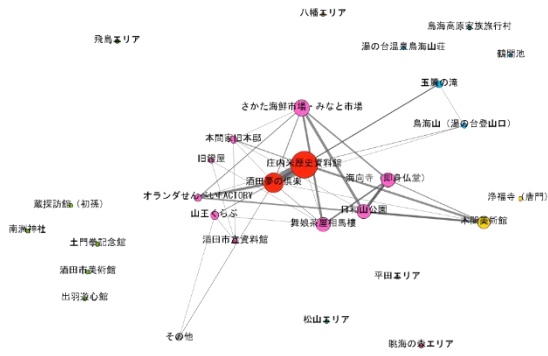 八幡エリア
鳥海高原家族旅行村
飛鳥エリア
湯の台温泉鳥海山荘
鶴間池
玉簾の滝
さかた海鮮市場・みなと市場
鳥海山（湯の台登山口）
本間家旧本邸
旧鐙屋
庄内米歴史資料館
酒田夢の倶楽
海向寺（即身仏堂）
オランダせんべいFACTORY
浄福寺（唐門）
蔵探訪館（初孫）
山王くらぶ
日和山公園
南洲神社
舞娘茶屋相馬樓
本間美術館
土門拳記念館
酒田市立資料館
酒田市美術館
平田エリア
出羽遊心館
松山エリア
その他
眺海の森エリア